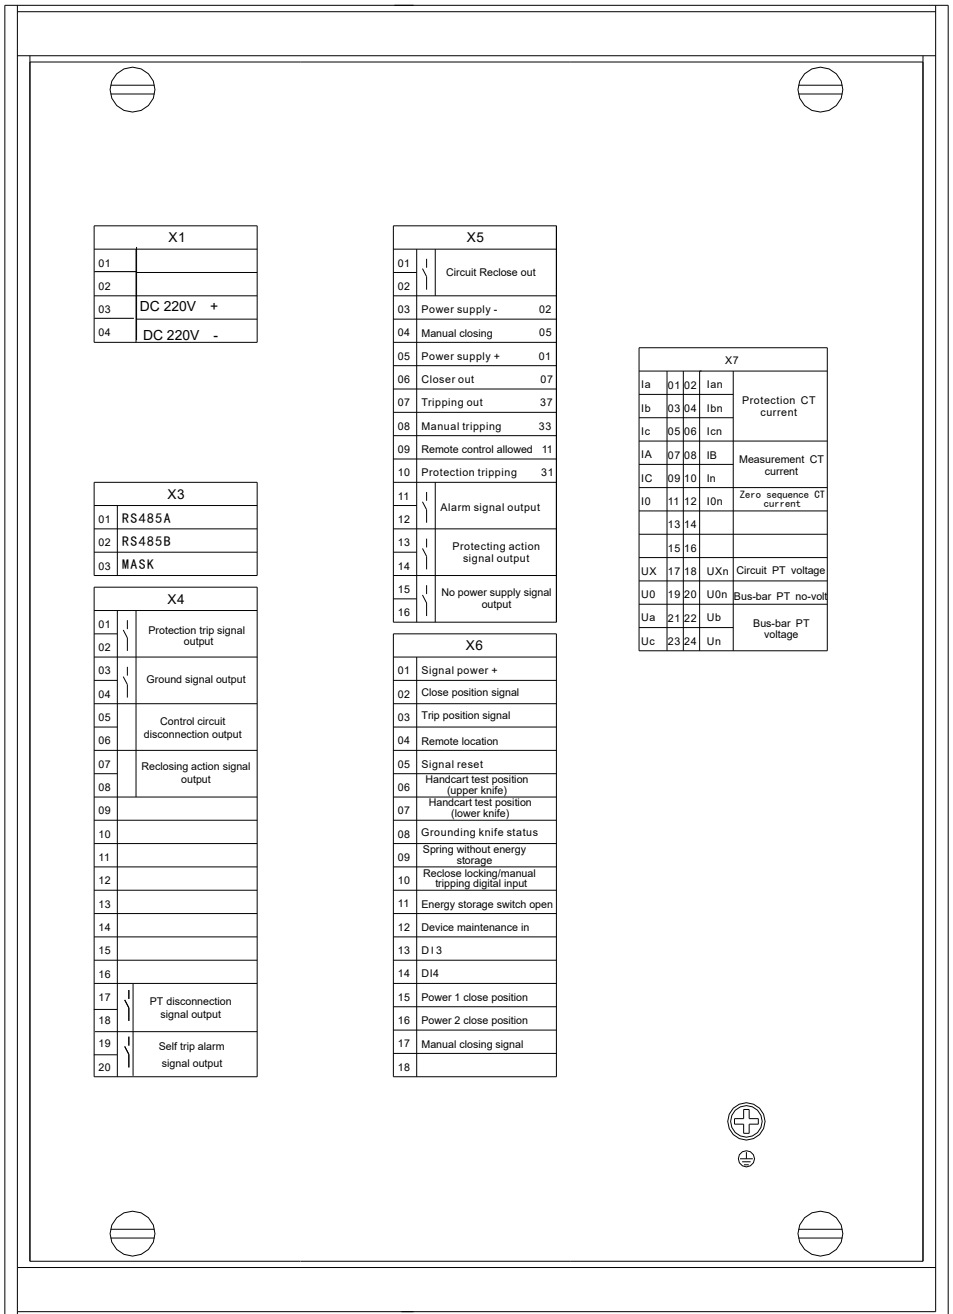 X1
01
02
03 DC 220V +
04 DC 220V -
X3
01 RS485A
02 RS485B
03 MASK
X4
01
02
Protection trip signal
output
03
04
Ground signal output
05
06
Control circuit
disconnection output
07
08
Reclosing action signal
output
09
10
11
12
13
14
15
16
17
18
PT disconnection
signal output
19
20
Self trip alarm
signal output
X5
01
02
Circuit Reclose out
03 Power supply - 02
04 Manual closing 05
05 Power supply + 01
06 Closer out 07
07 Tripping out 37
08 Manual tripping 33
09 Remote control allowed 11
10 Protection tripping 31
11
12
Alarm signal output
13
14
Protecting action
signal output
15
16
No power supply signal
output
X6
01 Signal power +
02 Close position signal
03 Trip position signal
04 Remote location
05 Signal reset
06 Handcart test position
(upper knife)
07 Handcart test position
(lower knife)
08 Grounding knife status
09 Spring without energy
storage
10 Reclose locking/manual
tripping digital input
11 Energy storage switch open
12 Device maintenance in
13 DI3
14 DI4
15 Power 1 close position
16 Power 2 close position
17 Manual closing signal
18
X7
Ia 01 02 Ian
Ib 03 04 Ibn
Ic 05 06 Icn
Protection CT
current
IA 07 08 IB
IC 09 10 In
Measurement CT
current
I0 11 12 I0n
Zero sequence CT
current
13 14
15 16
UX 17 18 UXn Circuit PT voltage
U0 19 20 U0n Bus-bar PT no-volt
Ua 21 22 Ub
Uc 23 24 Un
Bus-bar PT
voltage